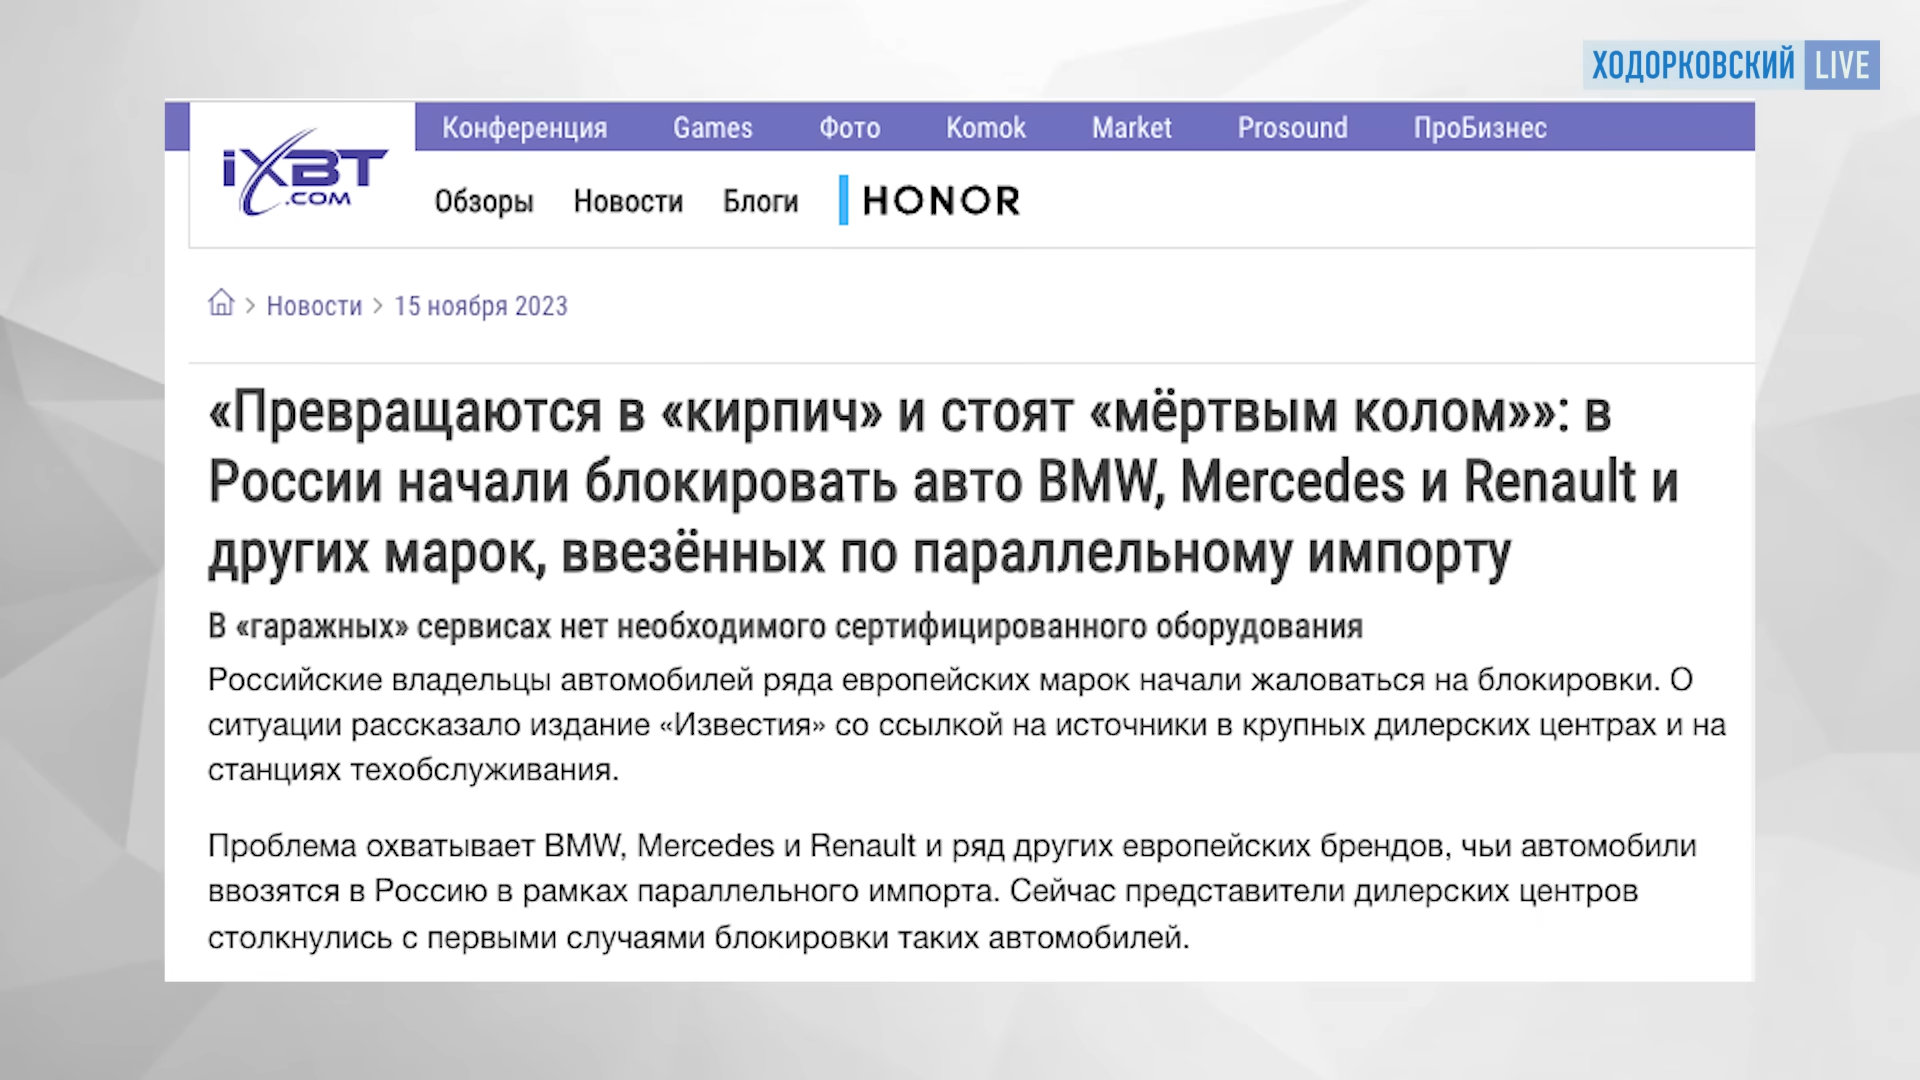 ХОДОРКОВСКИЙ LIVE
Конференция Games Фото Komok Market Prosound ПроБизнес
iXBT
.COM
Обзоры Новости Блоги HONOR
Новости > 15 ноября 2023
«Превращаются в «кирпич» и стоят «мёртвым колом»»: в
России начали блокировать авто BMW, Mercedes и Renault и
других марок, ввезённых по параллельному импорту
В «гаражных» сервисах нет необходимого сертифицированного оборудования
Российские владельцы автомобилей ряда европейских марок начали жаловаться на блокировки. О
ситуации рассказало издание «Известия» со ссылкой на источники в крупных дилерских центрах и на
станциях техобслуживания.
Проблема охватывает BMW, Mercedes и Renault и ряд других европейских брендов, чьи автомобили
ввозятся в Россию в рамках параллельного импорта. Сейчас представители дилерских центров
столкнулись с первыми случаями блокировки таких автомобилей.